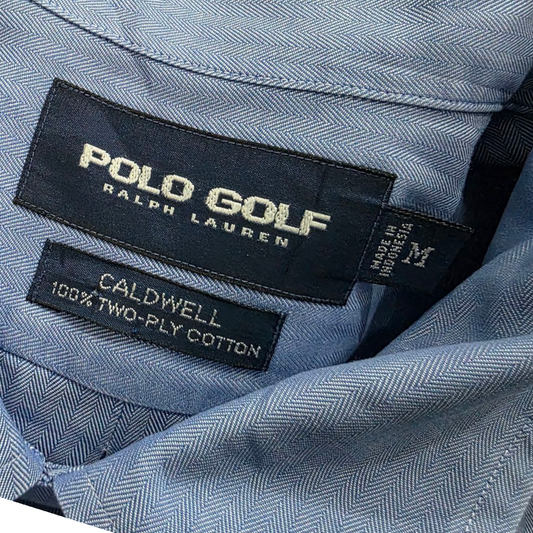 POLO GOLF
RALPH LAUREN
MADE IN
INDONESIA
M
CALDWELL
100% TWO-PLY COTTON